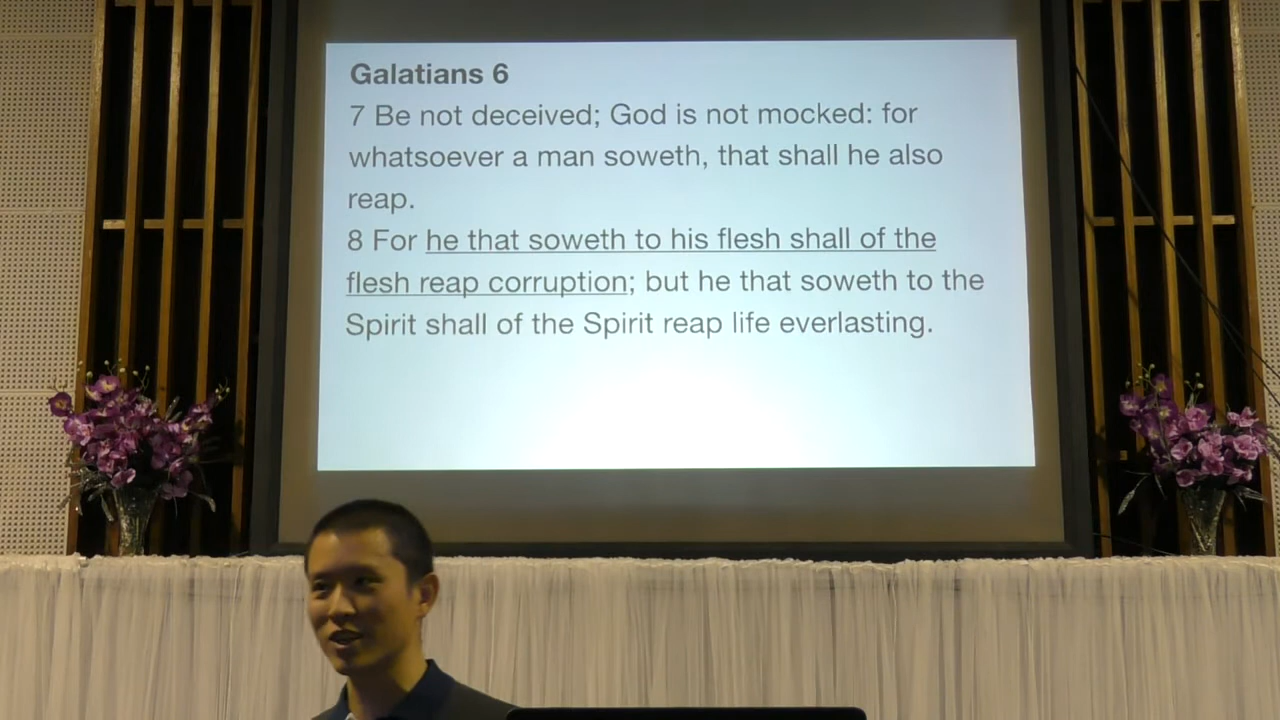 Galatians 6
7 Be not deceived; God is not mocked: for
whatsoever a man soweth, that shall he also
reap.
8 For he that soweth to his flesh shall of the
flesh reap corruption; but he that soweth to the
Spirit shall of the Spirit reap life everlasting.